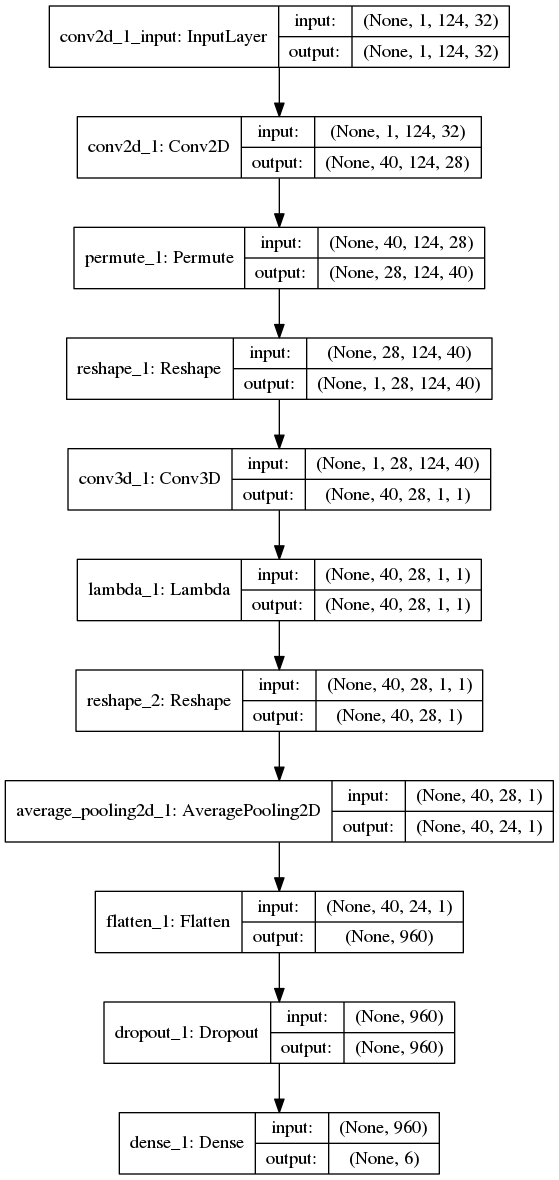 conv2d_1_input: InputLayer
input: (None, 1, 124, 32)
output: (None, 1, 124, 32)
conv2d_1: Conv2D
input: (None, 1, 124, 32)
output: (None, 40, 124, 28)
permute_1: Permute
input: (None, 40, 124, 28)
output: (None, 28, 124, 40)
reshape_1: Reshape
input: (None, 28, 124, 40)
output: (None, 1, 28, 124, 40)
conv3d_1: Conv3D
input: (None, 1, 28, 124, 40)
output: (None, 40, 28, 1, 1)
lambda_1: Lambda
input: (None, 40, 28, 1, 1)
output: (None, 40, 28, 1, 1)
reshape_2: Reshape
input: (None, 40, 28, 1, 1)
output: (None, 40, 28, 1)
average_pooling2d_1: AveragePooling2D
input: (None, 40, 28, 1)
output: (None, 40, 24, 1)
flatten_1: Flatten
input: (None, 40, 24, 1)
output: (None, 960)
dropout_1: Dropout
input: (None, 960)
output: (None, 960)
dense_1: Dense
input: (None, 960)
output: (None, 6)